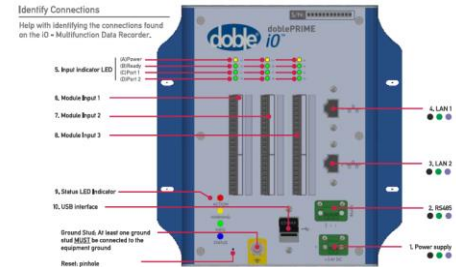 Identify Connections
Help with identifying the connections found
on the iO - Multifunction Data Recorder.
doble
doblePRIME
iO
(A)Power
(B)Ready
(C)Port 1
(D)Port 2
5. Input indicator LED
6. Module Input 1
7. Module Input 2
8. Module Input 3
4. LAN 1
3. LAN 2
2. RS485
1. Power supply
9. Status LED Indicator
10. USB interface
Ground Stud: At least one ground
stud MUST be connected to the
equipment ground
Reset: pinhole